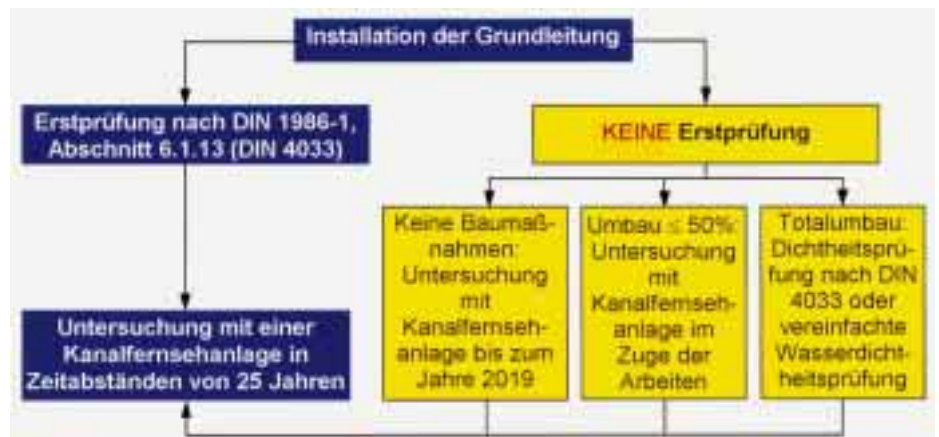 Installation der Grundleitung
Erstprüfung nach DIN 1986-1,
Abschnitt 6.1.13 (DIN 4033)
KEINE Erstprüfung
Untersuchung mit einer
Kanalfernsehanlage in
Zeitabständen von 25 Jahren
Keine Baumaß-
nahmen:
Untersuchung
mit
Kanalfernseh-
anlage bis zum
Jahre 2019
Umbau ≤ 50%:
Untersuchung
mit
Kanalfernseh-
anlage im
Zuge der
Arbeiten
Totalumbau:
Dichtheitsprü-
fung nach DIN
4033 oder
vereinfachte
Wasserdicht-
heitsprüfung